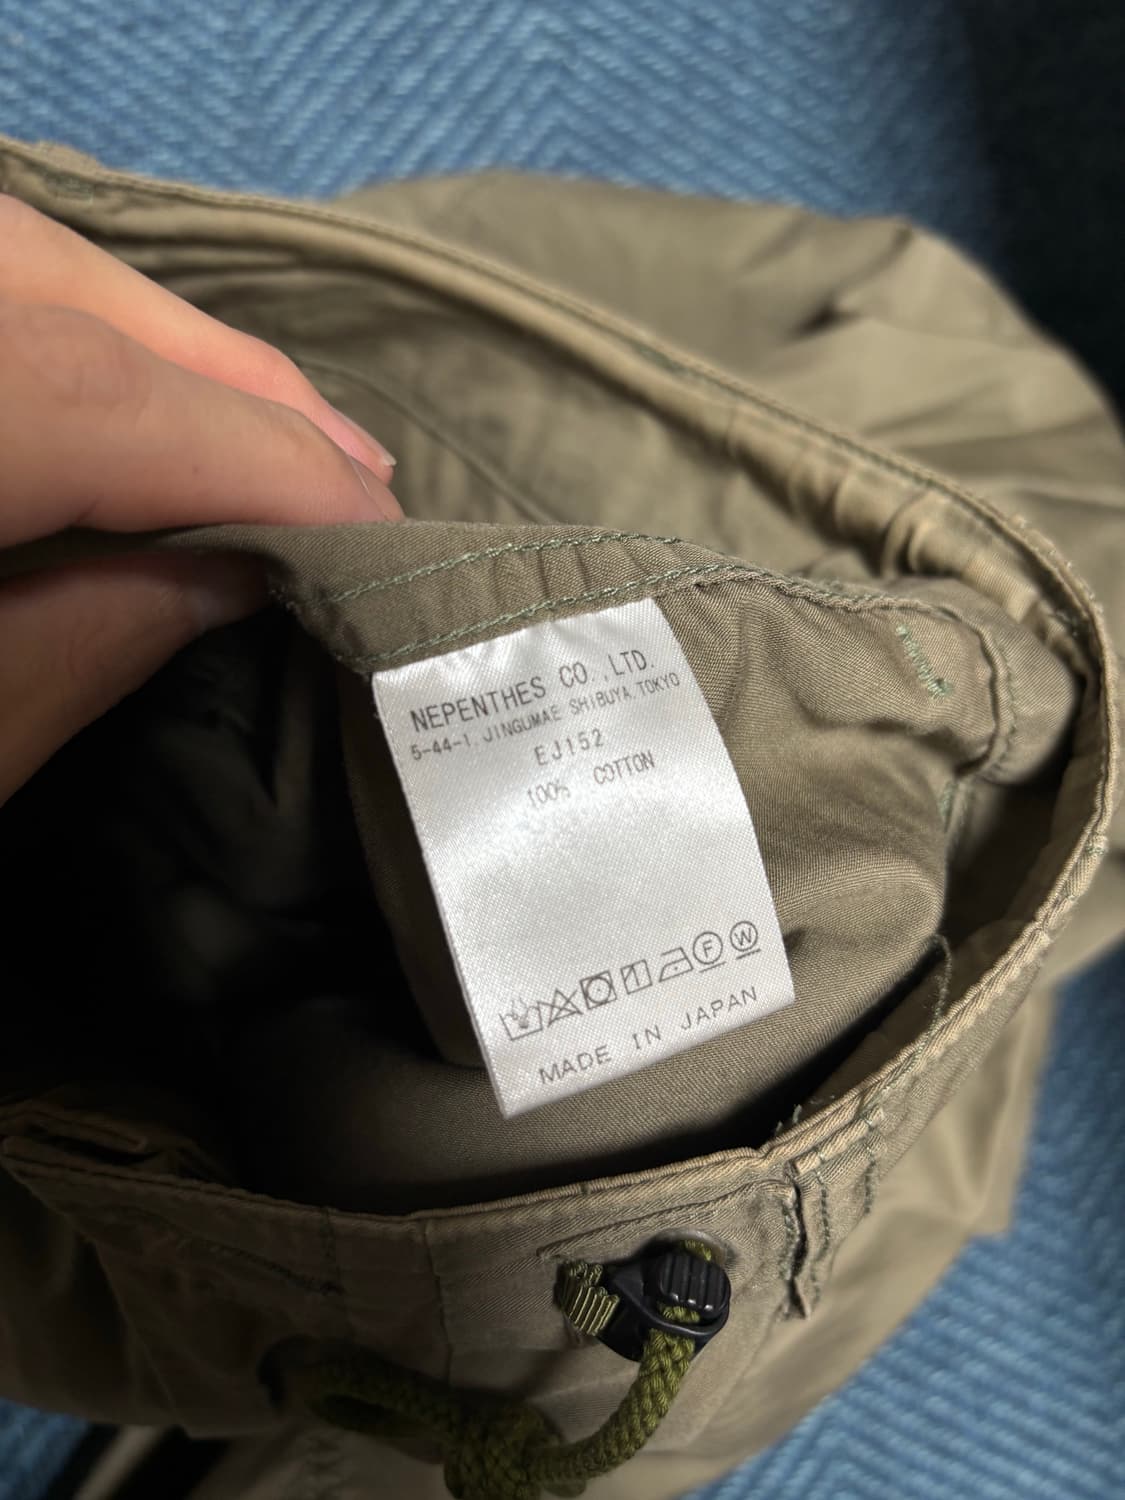 NEPENTHES CO.,LTD.
5-44-1, JINGUMAE SHIBUYA TOKYO
EJ152
100% COTTON
F W
MADE IN JAPAN